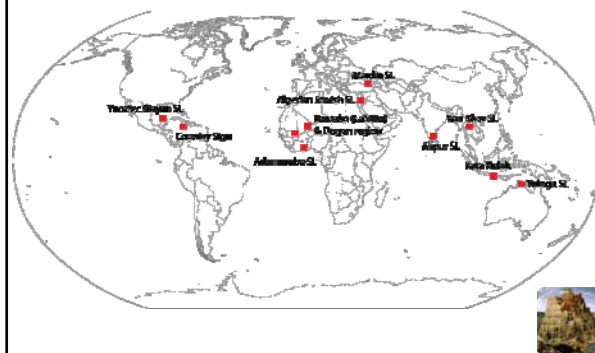 Mardin SL
Algerian Jewish SL
Yucatec Mayan SL
Country Sign
& Dogon region
Adamorobe SL
Ban Khor SL
Alipur SL
Kata Kolok
Yolngu SL